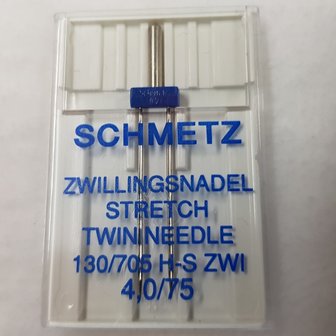 SCHMETZ
ZWILLINGSNADEL
STRETCH
TWIN NEEDLE
130/705 H-S ZWI
4,0/75